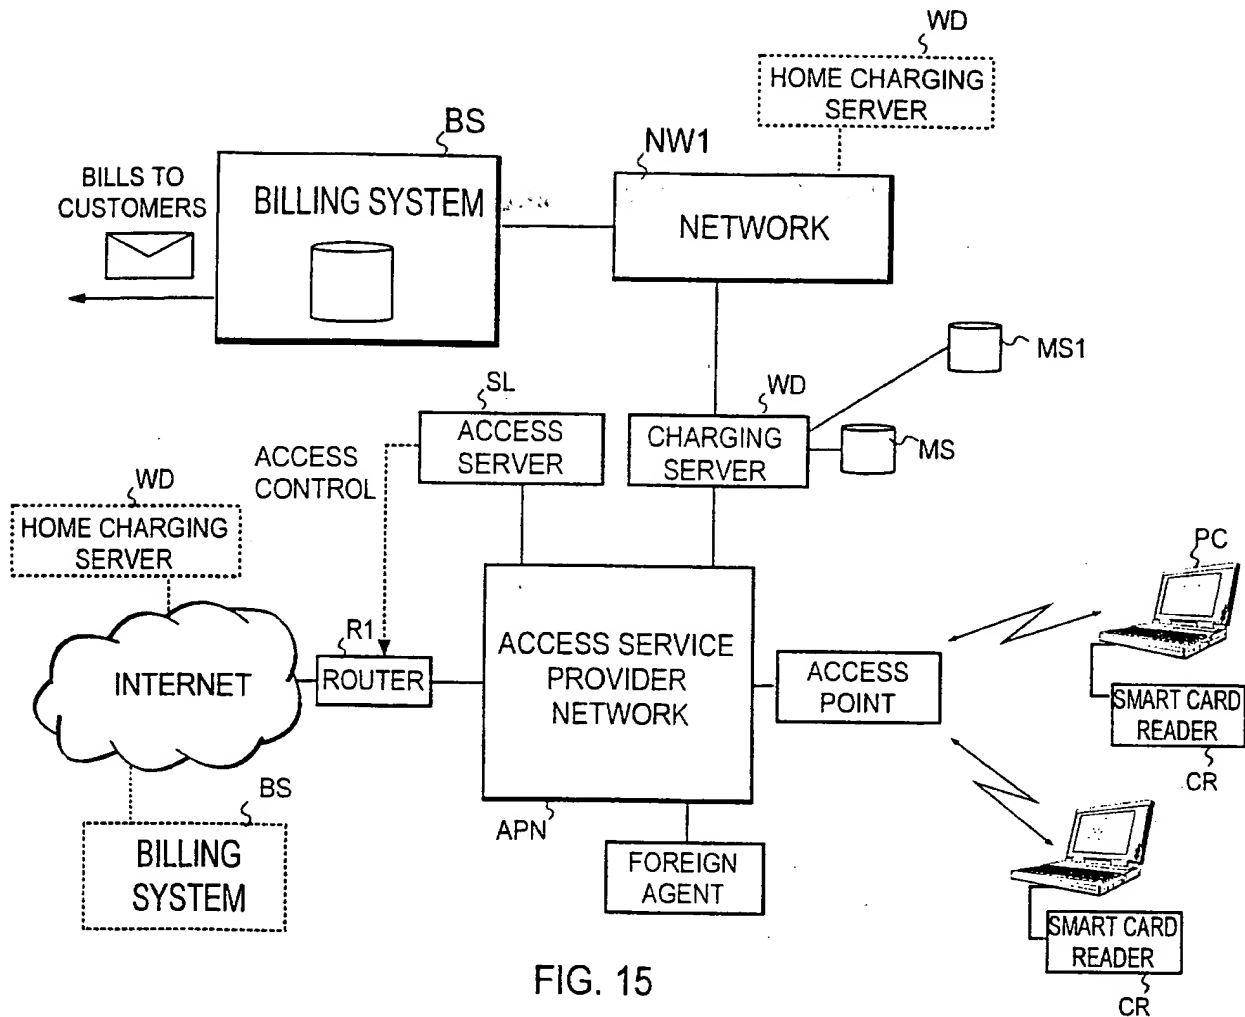 WD
HOME CHARGING
SERVER
BS
NW1
BILLS TO
CUSTOMERS
BILLING SYSTEM
NETWORK
MS1
SL
WD
ACCESS
SERVER
CHARGING
SERVER
MS
ACCESS
CONTROL
WD
HOME CHARGING
SERVER
PC
R1
INTERNET
ROUTER
ACCESS SERVICE
PROVIDER
NETWORK
ACCESS
POINT
SMART CARD
READER
CR
BS
APN
BILLING
SYSTEM
FOREIGN
AGENT
SMART CARD
READER
CR
FIG. 15